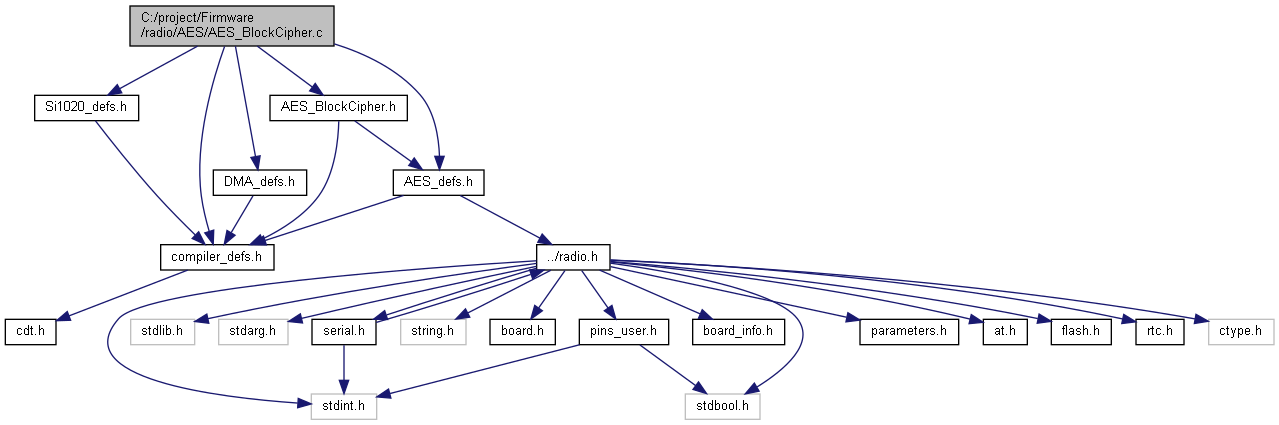 C:/project/Firmware
/radio/AES/AES_BlockCipher.c
Si1020_defs.h
AES_BlockCipher.h
DMA_defs.h
AES_defs.h
compiler_defs.h
../radio.h
cdt.h
stdlib.h
stdarg.h
serial.h
string.h
board.h
pins_user.h
board_info.h
parameters.h
at.h
flash.h
rtc.h
ctype.h
stdint.h
stdbool.h